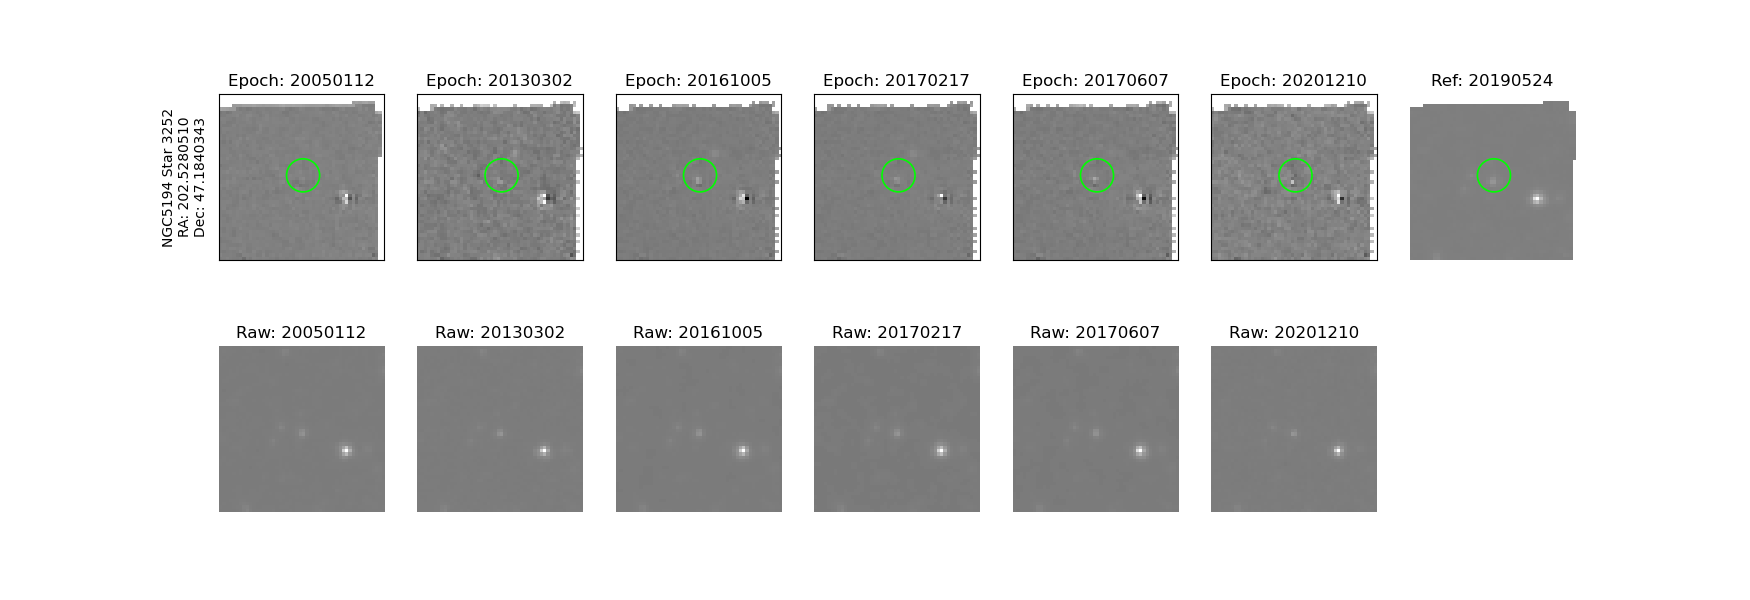 Epoch: 20050112
Epoch: 20130302
Epoch: 20161005
Epoch: 20170217
Epoch: 20170607
Epoch: 20201210
Ref: 20190524
NGC5194 Star 3252
RA: 202.5280510
Dec: 47.1840343
Raw: 20050112
Raw: 20130302
Raw: 20161005
Raw: 20170217
Raw: 20170607
Raw: 20201210